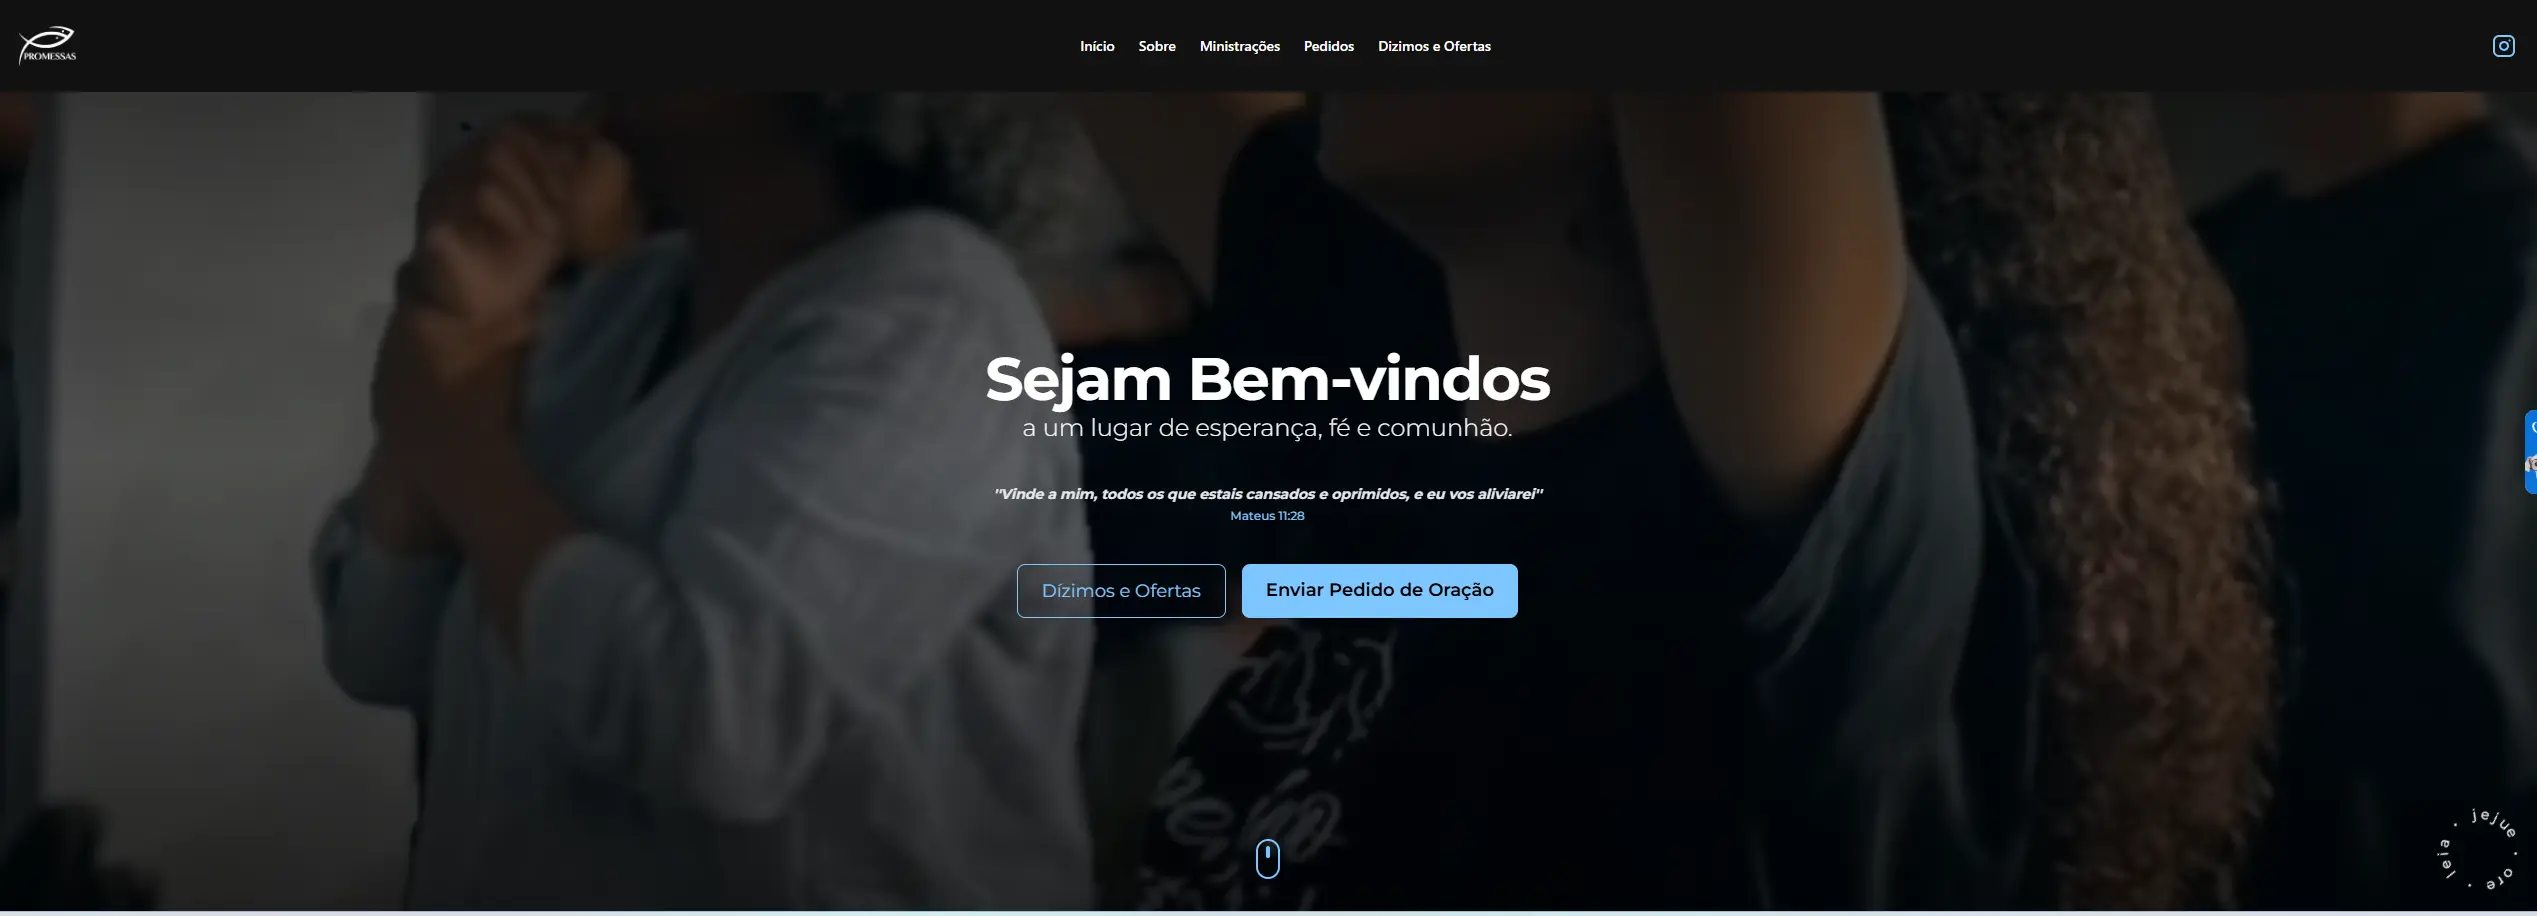 PROMESSAS
Início Sobre Ministrações Pedidos Dizimos e Ofertas
Sejam Bem-vindos
a um lugar de esperança, fé e comunhão.
"Vinde a mim, todos os que estais cansados e oprimidos, e eu vos aliviarei"
Mateus 11:28
Dízimos e Ofertas Enviar Pedido de Oração
jejue · ore · leia ·